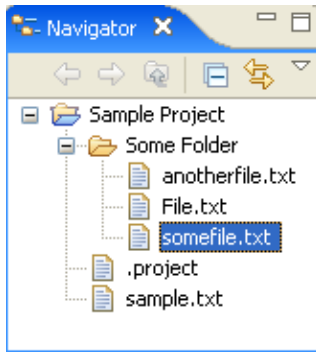 Navigator
Sample Project
Some Folder
anotherfile.txt
File.txt
somefile.txt
.project
sample.txt